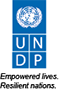 U N
D P
Empowered lives.
Resilient nations.